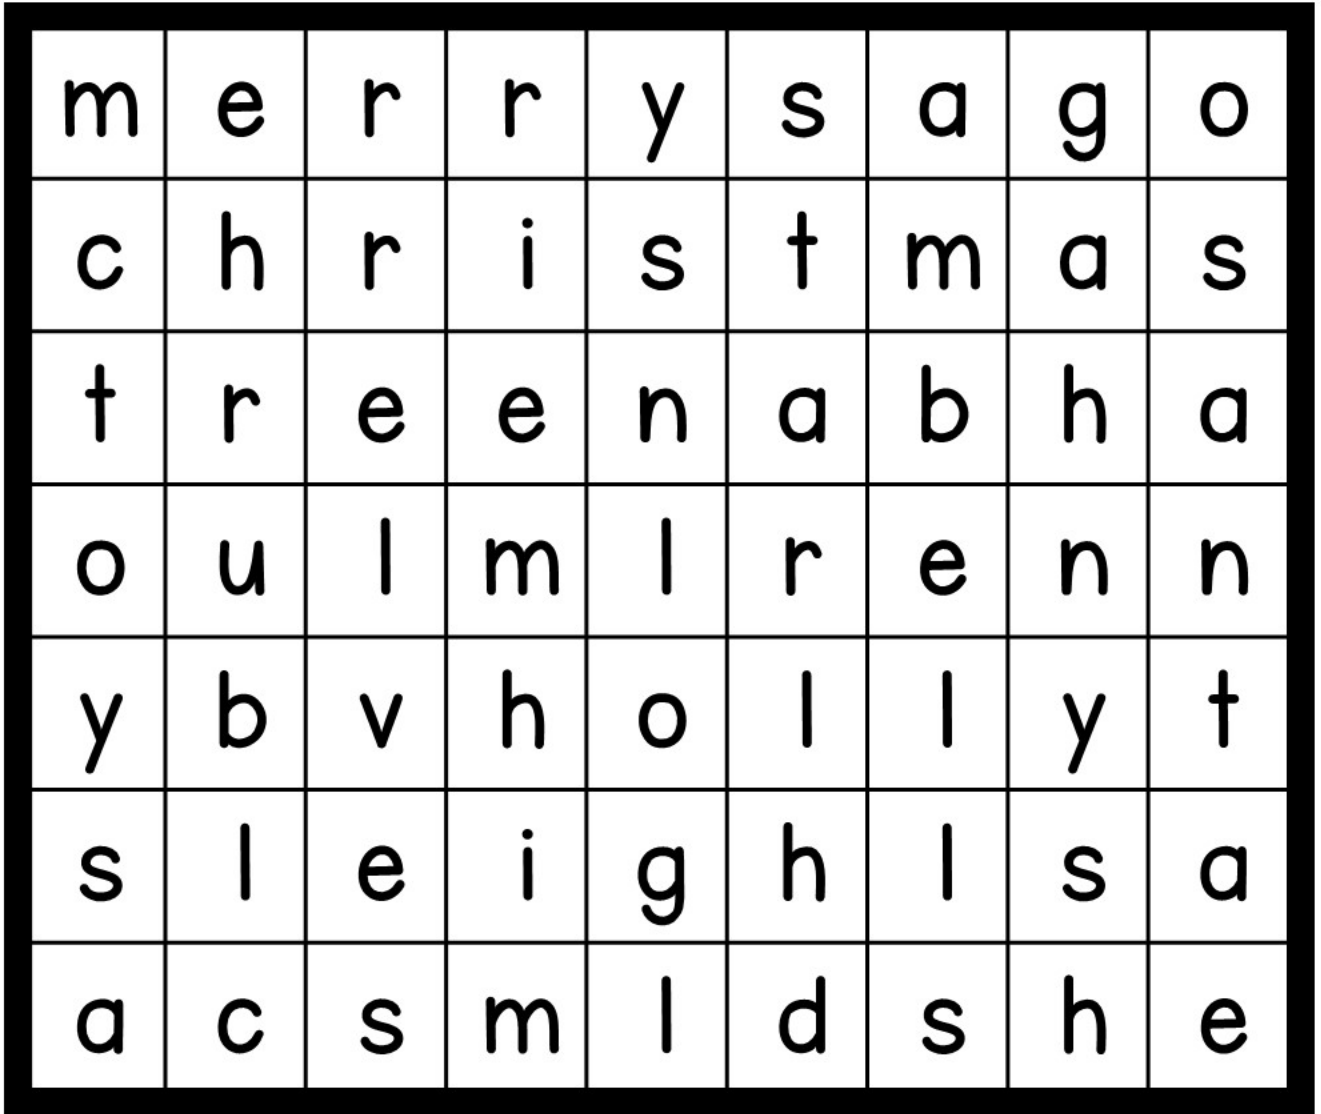 m e r r y s a g o
c h r i s t m a s
t r e e n a b h a
o u l m l r e n n
y b v h o l l y t
s l e i g h l s a
a c s m l d s h e